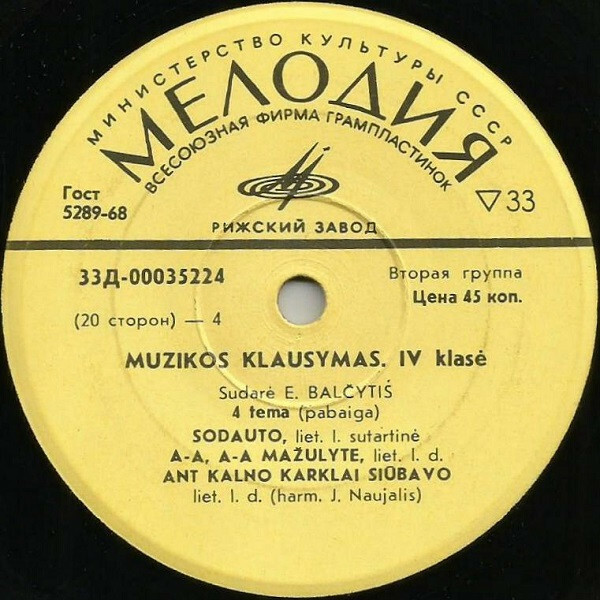 МИНИСТЕРСТВО КУЛЬТУРЫ СССР
МЕЛОДИЯ
ВСЕСОЮЗНАЯ ФИРМА ГРАМПЛАСТИНОК
Гост
5289-68
▽33
РИЖСКИЙ ЗАВОД
33Д-00035224
Вторая группа
Цена 45 коп.
(20 сторон) — 4
MUZIKOS KLAUSYMAS. IV klasė
Sudarė E. BALČYTIŠ
4 tema (pabaiga)
SODAUTO, liet. l. sutartinė
A-A, A-A MAŽULYTE, liet. l. d.
ANT KALNO KARKLAI SIŪBAVO
liet. l. d. (harm. J. Naujalis)